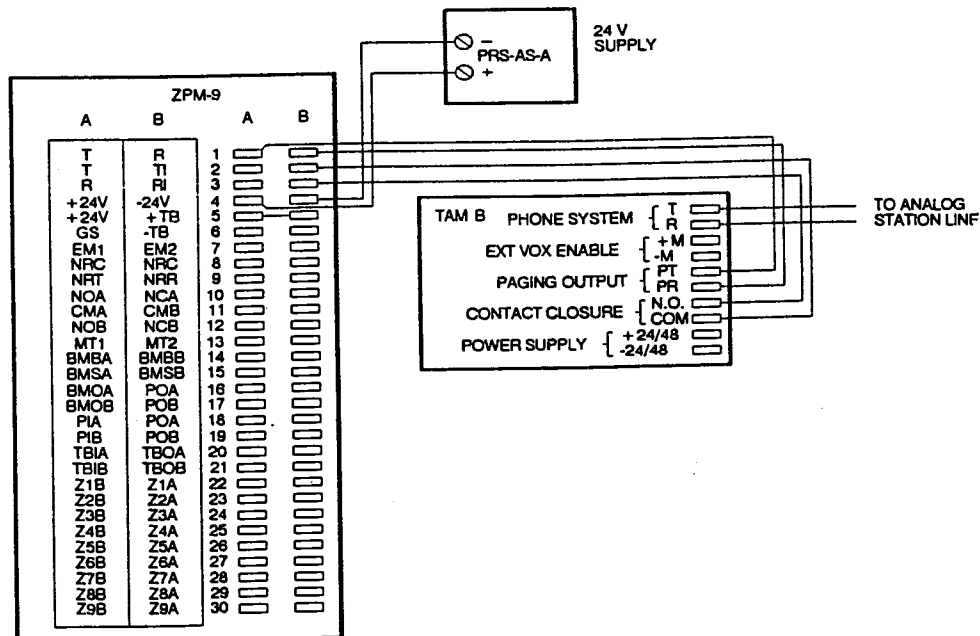 24 V
SUPPLY
PRS-AS-A
−
+
ZPM-9
A B A B
T R 1
T TI 2
R RI 3
+24V -24V 4
+24V +TB 5
GS -TB 6
EM1 EM2 7
NRC NRC 8
NRT NRR 9
NOA NCA 10
CMA CMB 11
NOB NCB 12
MT1 MT2 13
BMBA BMBB 14
BMSA BMSB 15
BMOA POA 16
BMOB POB 17
PIA POA 18
PIB POB 19
TBIA TBOA 20
TBIB TBOB 21
Z1B Z1A 22
Z2B Z2A 23
Z3B Z3A 24
Z4B Z4A 25
Z5B Z5A 26
Z6B Z6A 27
Z7B Z7A 28
Z8B Z8A 29
Z9B Z9A 30
TAM B
PHONE SYSTEM { T
R
EXT VOX ENABLE { +M
-M
PAGING OUTPUT { PT
PR
CONTACT CLOSURE { N.O.
COM
POWER SUPPLY { +24/48
-24/48
TO ANALOG
STATION LINE